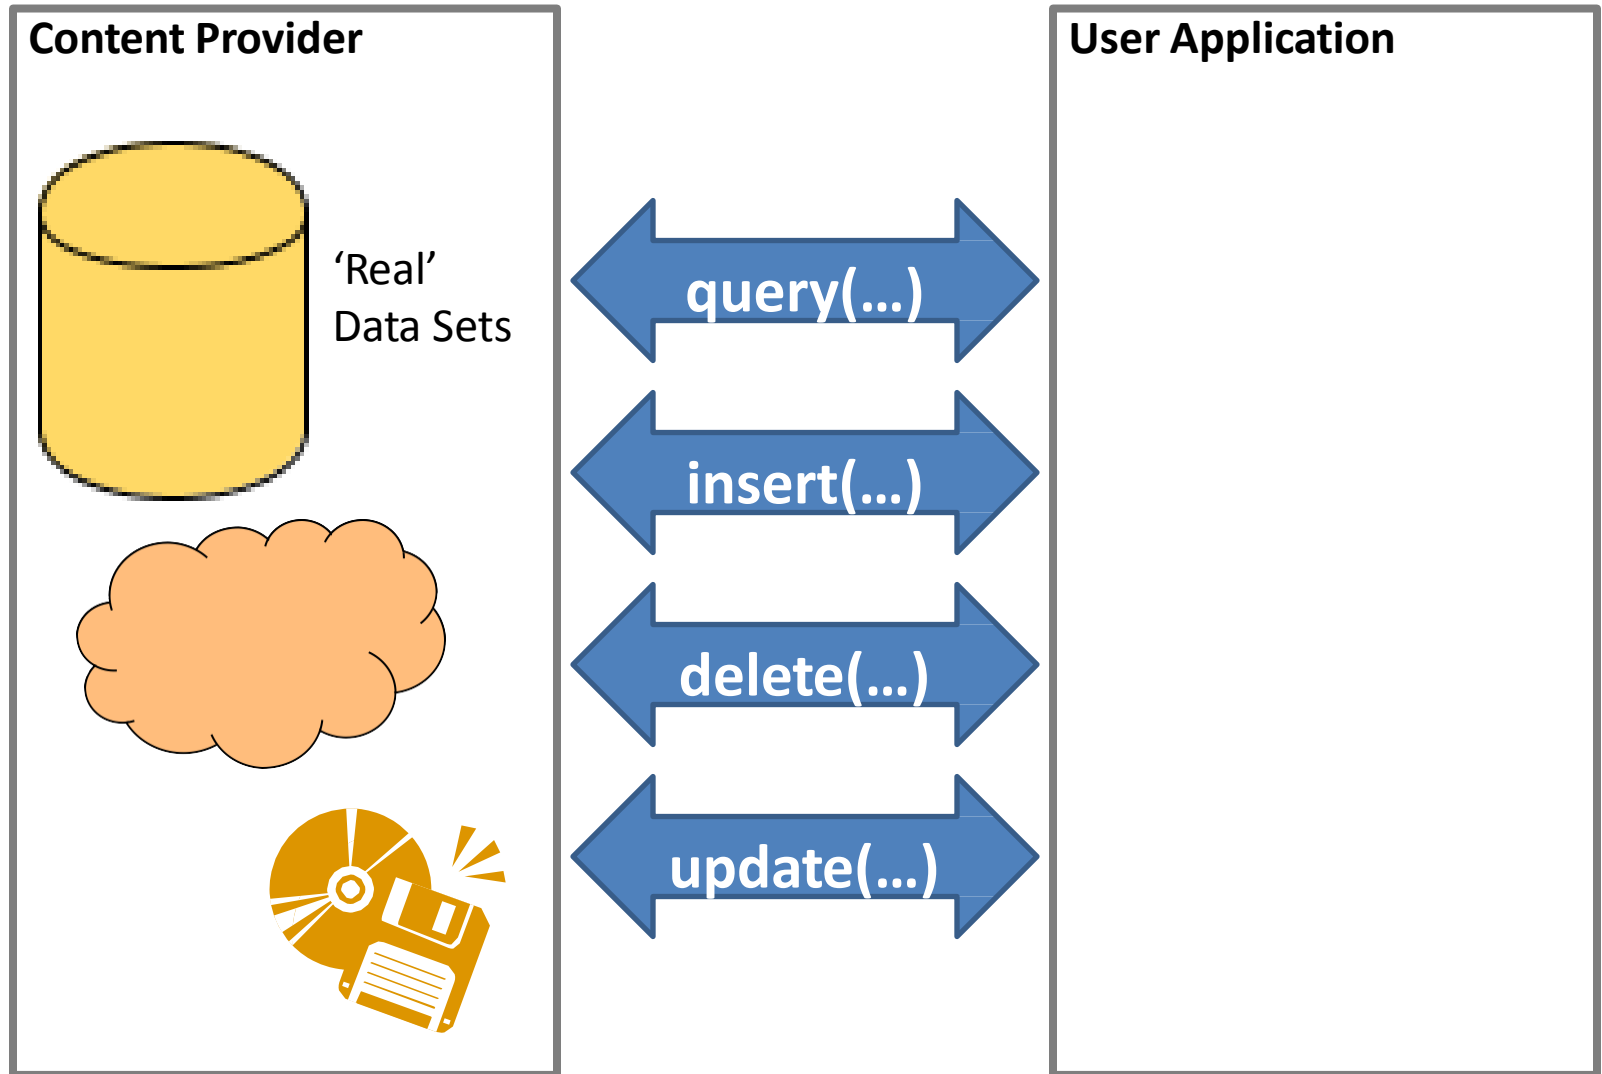 Content Provider
User Application
‘Real’
Data Sets
query(…)
insert(…)
delete(…)
update(…)